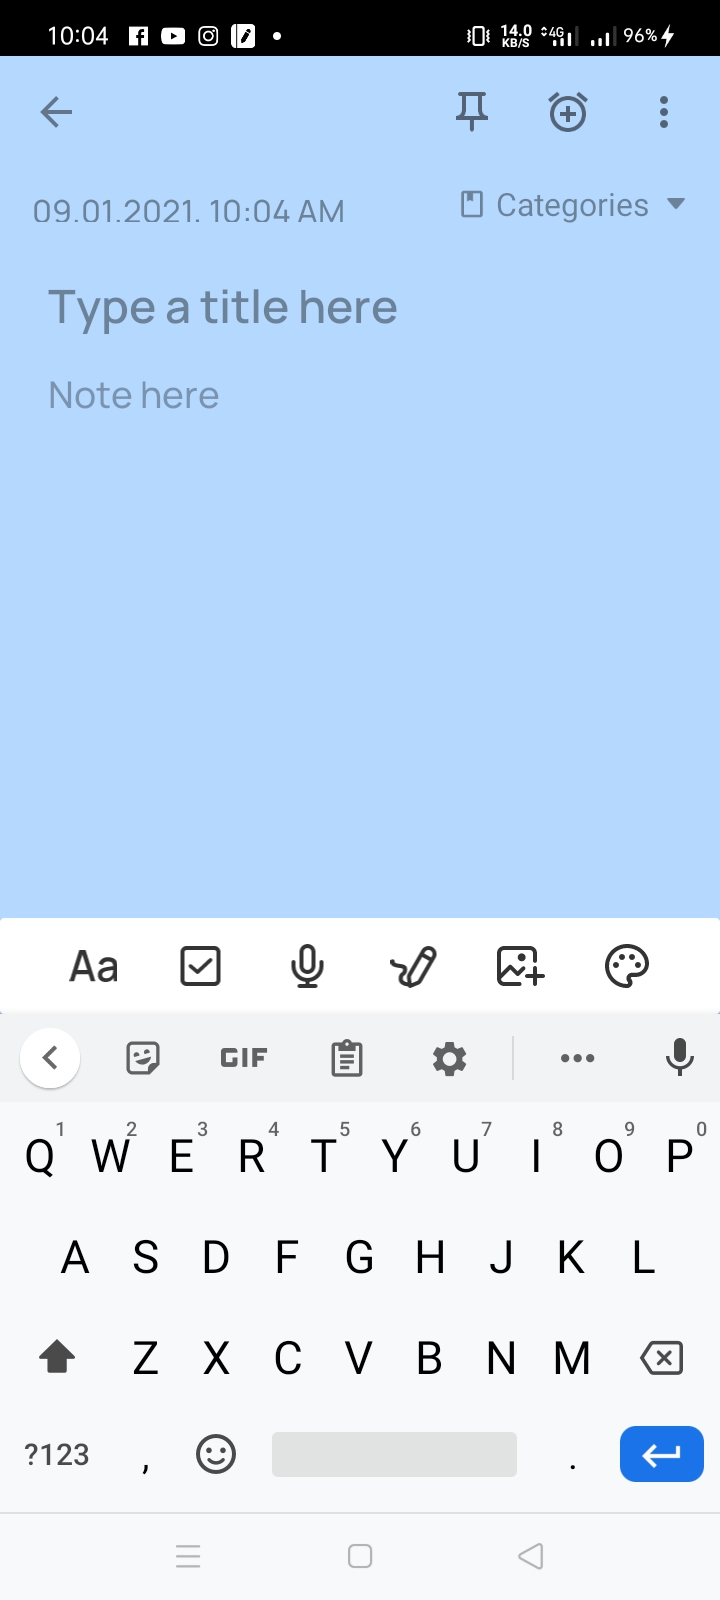 10:04 14.0 KB/S 4G 96%
09.01.2021. 10:04 AM Categories
Type a title here
Note here
Aa
GIF
1 2 3 4 5 6 7 8 9 0
Q W E R T Y U I O P
A S D F G H J K L
Z X C V B N M
?123 , .